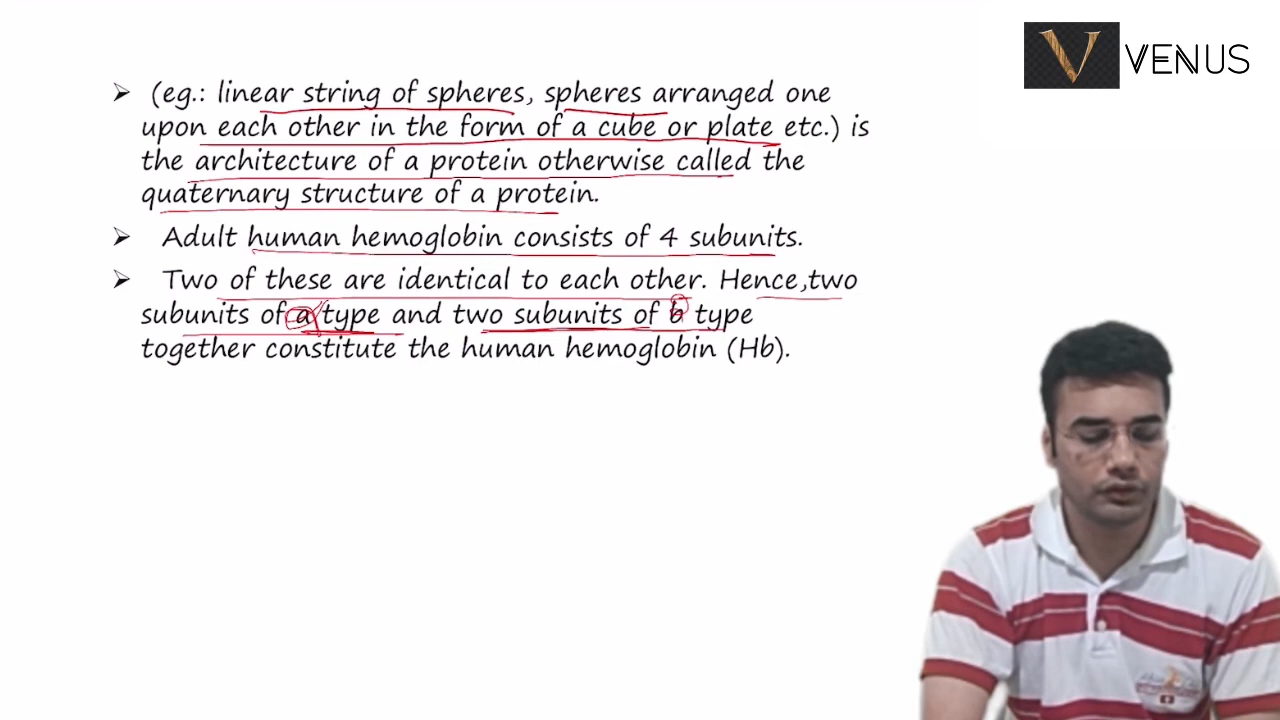 V VENUS
➢ (eg.: linear string of spheres, spheres arranged one
upon each other in the form of a cube or plate etc.) is
the architecture of a protein otherwise called the
quaternary structure of a protein.
➢ Adult human hemoglobin consists of 4 subunits.
➢ Two of these are identical to each other. Hence,two
subunits of a type and two subunits of b type
together constitute the human hemoglobin (Hb).